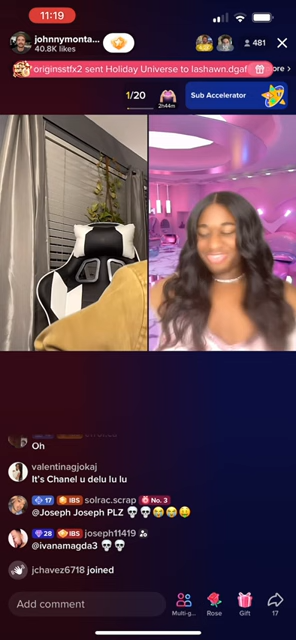 11:19
johnnymonta...
40.8K likes
481
originsstfx2 sent Holiday Universe to lashawn.dgaf
ore >
1/20
2h44m
Sub Accelerator
Oh
valentinagjokaj
It's Chanel u delu lu lu
17 IBS solrac.scrap No. 3
@Joseph Joseph PLZ 💀💀😭😭🤑
28 IBS joseph11419
@ivanamagda3 💀💀
jchavez6718 joined
Add comment
Multi-g...
Rose
Gift
17